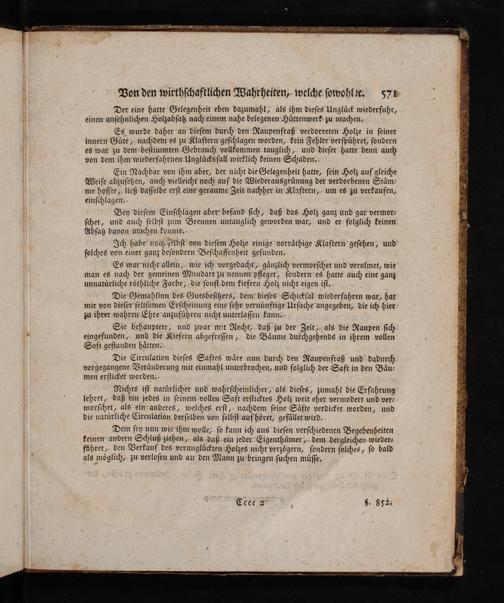 Von den wirthschaftlichen Wahrheiten, welche sowohl ꝛc. 571
Der eine hatte Gelegenheit eben dazumahl, als ihm dieses Unglück wiederfuhr,
einen ansehnlichen Holzabsatz nach einem nahe belegenen Hüttenwerk zu machen.
Es wurde daher an diesem durch den Raupenfraß verdorreten Holze in seiner
innern Güte, nachdem es zu Klaftern geschlagen worden, kein Fehler verspühret, sondern
es war zu dem bestimmten Gebrauch vollkommen tauglich, und dieser hatte denn auch
von dem ihm wiederfahrnen Unglücksfall wirklich keinen Schaden.
Ein Nachbar von ihm aber, der nicht die Gelegenheit hatte, sein Holz auf gleiche
Weise abzusetzen, auch vielleicht noch auf die Wiederausgrünung der verdorbenen Stäm-
me hoffte, ließ dasselbe erst eine geraume Zeit nachher in Klaftern, um es zu verkaufen,
einschlagen.
Bey diesem Einschlagen aber befand sich, daß das Holz ganz und gar vermor-
schet, und auch selbst zum Brennen untauglich geworden war, und er folglich keinen
Absatz davon machen konnte.
Ich habe noch selbst von diesem Holze einige vorräthige Klaftern gesehen, und
solches von einer ganz besondern Beschaffenheit gefunden.
Es war nicht allein, wie ich vorgedacht, gänzlich vermorschet und verolmet, wie
man es nach der gemeinen Mundart zu nennen pfleget, sondern es hatte auch eine ganz
unnatürliche röthliche Farbe, die sonst dem kiefern Holz nicht eigen ist.
Die Gemahlinn des Gutsbesitzers, dem dieses Schicksal wiederfahren war, hat
mir von dieser seltsamen Erscheinung eine sehr vernünftige Ursache angegeben, die ich hier
zu ihrer wahren Ehre anzuführen nicht unterlassen kann.
Sie behauptete, und zwar mit Recht, daß zu der Zeit, als die Raupen sich
eingefunden, und die Kiefern abgefressen, die Bäume durchgehends in ihrem vollen
Saft gestanden hätten.
Die Circulation dieses Saftes wäre nun durch den Raupenfraß und dadurch
vorgegangene Veränderung mit einmahl unterbrochen, und folglich der Saft in den Bäu-
men ersticket worden.
Nichts ist natürlicher und wahrscheinlicher, als dieses, zumahl die Erfahrung
lehret, daß ein jedes in seinem vollen Saft ersticktes Holz weit eher vermodert und ver-
morschet, als ein anderes, welches erst, nachdem seine Säfte verdicket worden, und
die natürliche Circulation derselben von selbst aufhöret, gefället wird.
Dem sey nun wie ihm wolle, so kann ich aus diesen verschiedenen Begebenheiten
keinen andern Schluß ziehen, als daß ein jeder Eigenthümer, dem dergleichen wieder-
fähret, den Verkauf des verunglückten Holzes nicht verzögern, sondern solches, so bald
als möglich, zu verlosen und an den Mann zu bringen suchen müsse.
Cccc 2 §. 852.